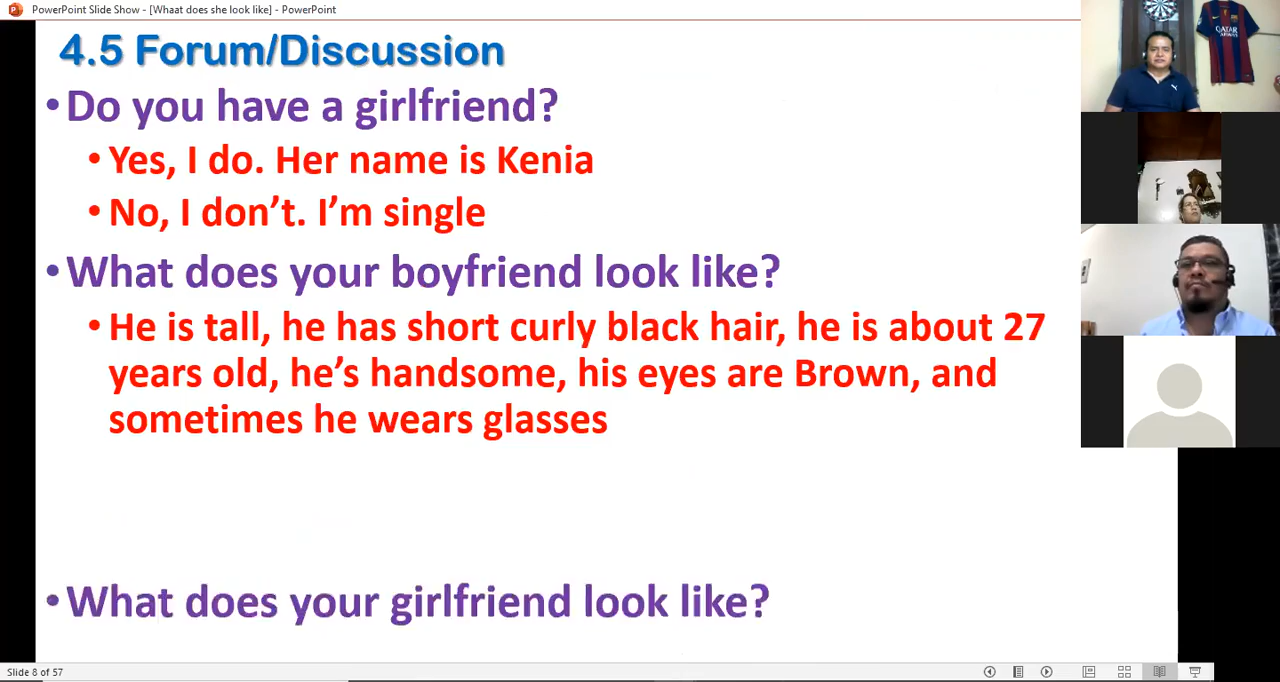 PowerPoint Slide Show - [Whaat does she look like] - PowerPoint
4.5 Forum/Discussion
•Do you have a girlfriend?
•Yes, I do. Her name is Kenia
•No, I don’t. I’m single
•What does your boyfriend look like?
•He is tall, he has short curly black hair, he is about 27
years old, he’s handsome, his eyes are Brown, and
sometimes he wears glasses
•What does your girlfriend look like?
QATAR
AIRWAYS
Slide 8 of 57